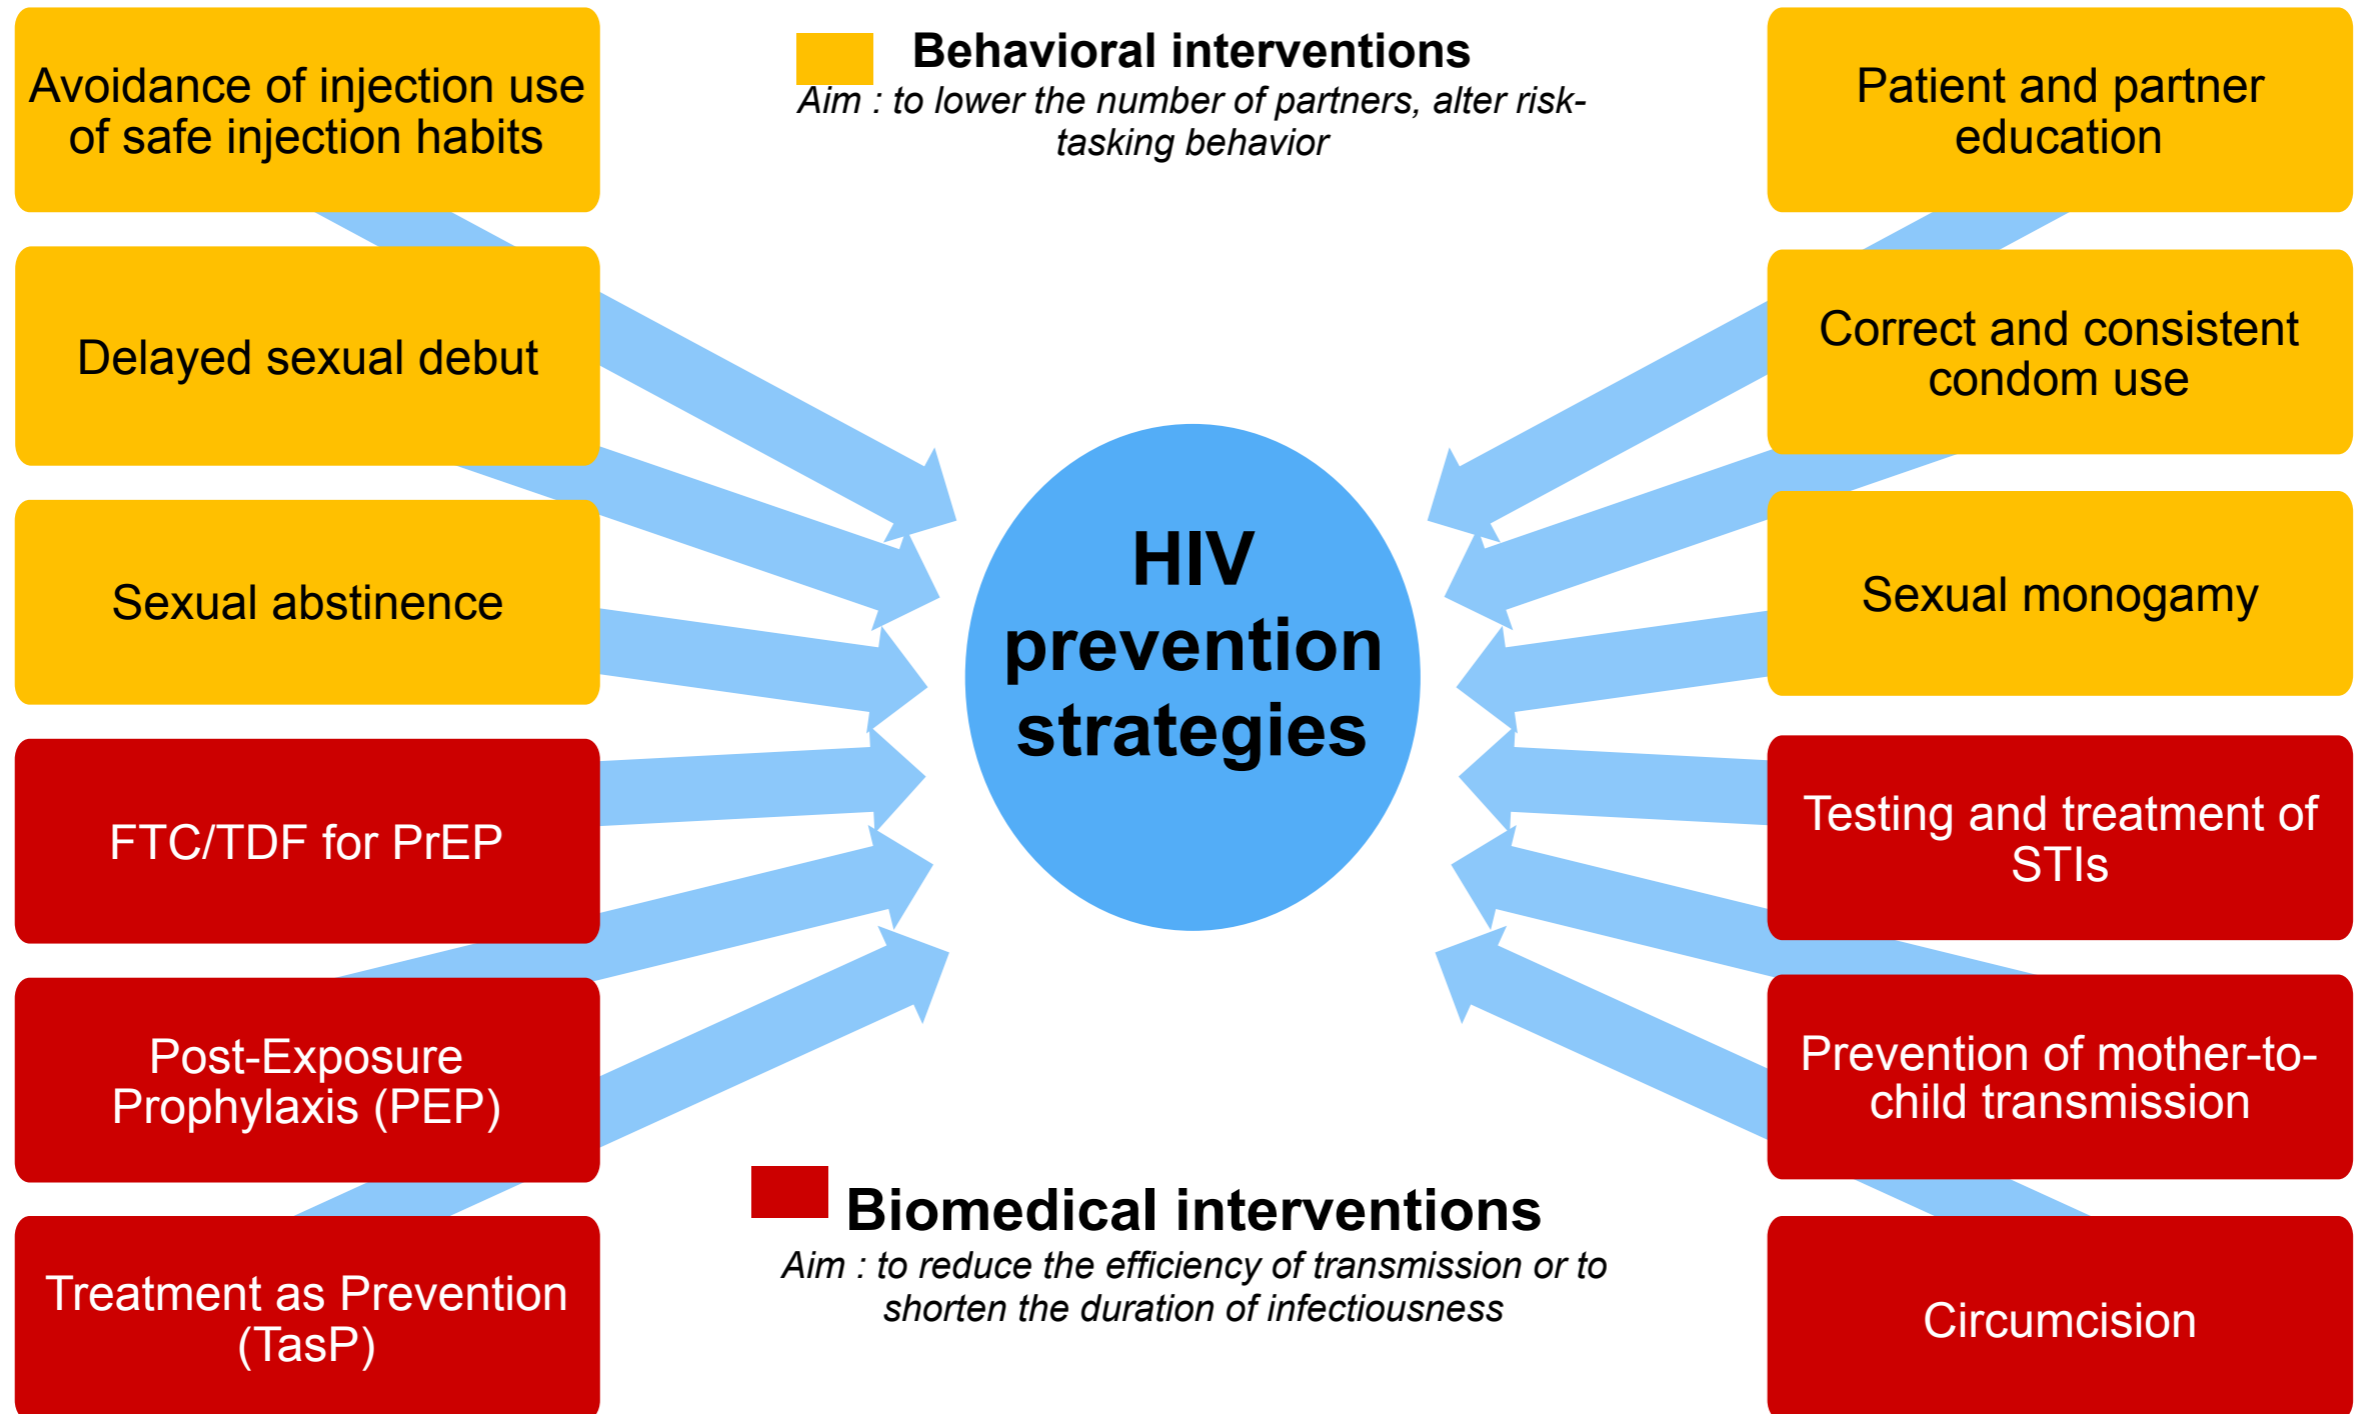 Avoidance of injection use
of safe injection habits
Delayed sexual debut
Sexual abstinence
FTC/TDF for PrEP
Post-Exposure
Prophylaxis (PEP)
Treatment as Prevention
(TasP)
Behavioral interventions
Aim : to lower the number of partners, alter risk-
tasking behavior
HIV
prevention
strategies
Biomedical interventions
Aim : to reduce the efficiency of transmission or to
shorten the duration of infectiousness
Patient and partner
education
Correct and consistent
condom use
Sexual monogamy
Testing and treatment of
STIs
Prevention of mother-to-
child transmission
Circumcision